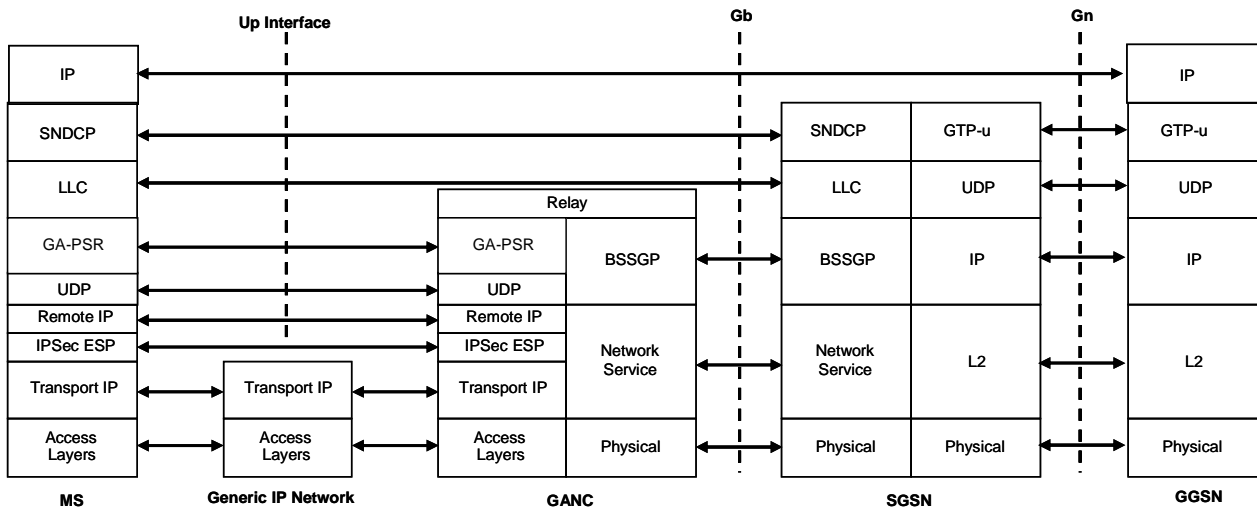 Up Interface
Gb
Gn
IP
IP
SNDCP
SNDCP
GTP-u
GTP-u
LLC
LLC
UDP
UDP
Relay
GA-PSR
GA-PSR
BSSGP
BSSGP
IP
IP
UDP
UDP
Remote IP
Remote IP
IPSec ESP
IPSec ESP
Network
Service
Network
Service
L2
L2
Transport IP
Transport IP
Transport IP
Access
Layers
Access
Layers
Access
Layers
Physical
Physical
Physical
Physical
MS
Generic IP Network
GANC
SGSN
GGSN